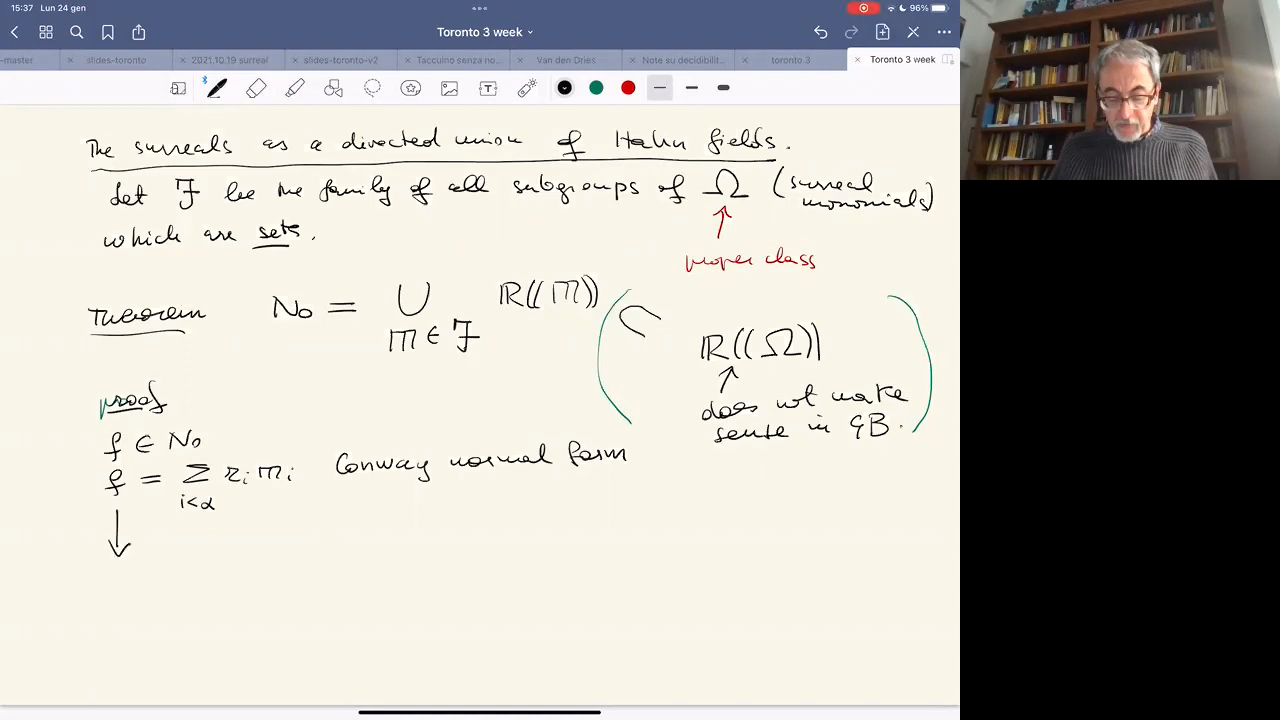 15:37 Lun 24 gen
96%
Toronto 3 week
-master
slides-toronto
2021.10.19 surreal
slides-toronto-v2
Taccuino senza no...
Van den Dries
Note su decidibilit...
toronto 3
Toronto 3 week
The surreals as a directed union of Hahn fields.
Let ℱ be the family of all subgroups of Ω (surreal monomials)
which are sets.
proper class
Theorem No = ⋃ ℝ((𝔐)) ( ⊂ ℝ((Ω)) )
𝔐 ∈ ℱ
does not make
sense in GB.
proof
f ∈ No
f = Σ r_i m_i Conway normal form
i<α